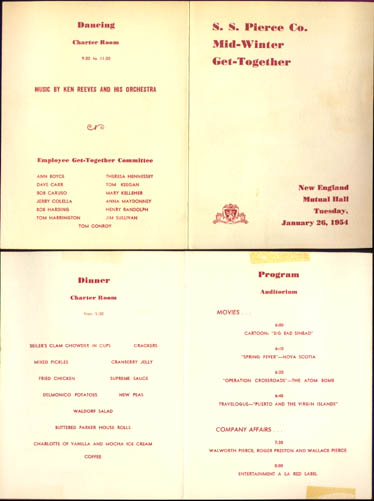 Dancing
Charter Room
9:00 to 11:30
MUSIC BY KEN REEVES AND HIS ORCHESTRA
Employee Get-Together Committee
ANN BOYCE THERESA HENNESSEY
DAVE CARR TOM KEEGAN
BOB CARUSO MARY KELLEHER
JERRY COLELLA ANNA MAYDONNEY
ROB HARDING HENRY RANDOLPH
TOM HARRINGTON JIM SULLIVAN
TOM CONROY
S. S. Pierce Co.
Mid-Winter
Get-Together
New England
Mutual Hall
Tuesday,
January 26, 1954
Dinner
Charter Room
from 5:30
SEILER'S CLAM CHOWDER IN CUPS CRACKERS
MIXED PICKLES CRANBERRY JELLY
FRIED CHICKEN SUPREME SAUCE
DELMONICO POTATOES NEW PEAS
WALDORF SALAD
BUTTERED PARKER HOUSE ROLLS
CHARLOTTE OF VANILLA AND MOCHA ICE CREAM
COFFEE
Program
Auditorium
MOVIES . . .
6:00
CARTOON: "BIG BAD SINBAD"
6:10
"SPRING FEVER"—NOVA SCOTIA
6:20
"OPERATION CROSSROADS"—THE ATOM BOMB
6:45
TRAVELOGUE—"PUERTO AND THE VIRGIN ISLANDS"
COMPANY AFFAIRS . . .
7:30
WALWORTH PIERCE, ROGER PRESTON AND WALLACE PIERCE
8:00
ENTERTAINMENT A LA RED LABEL